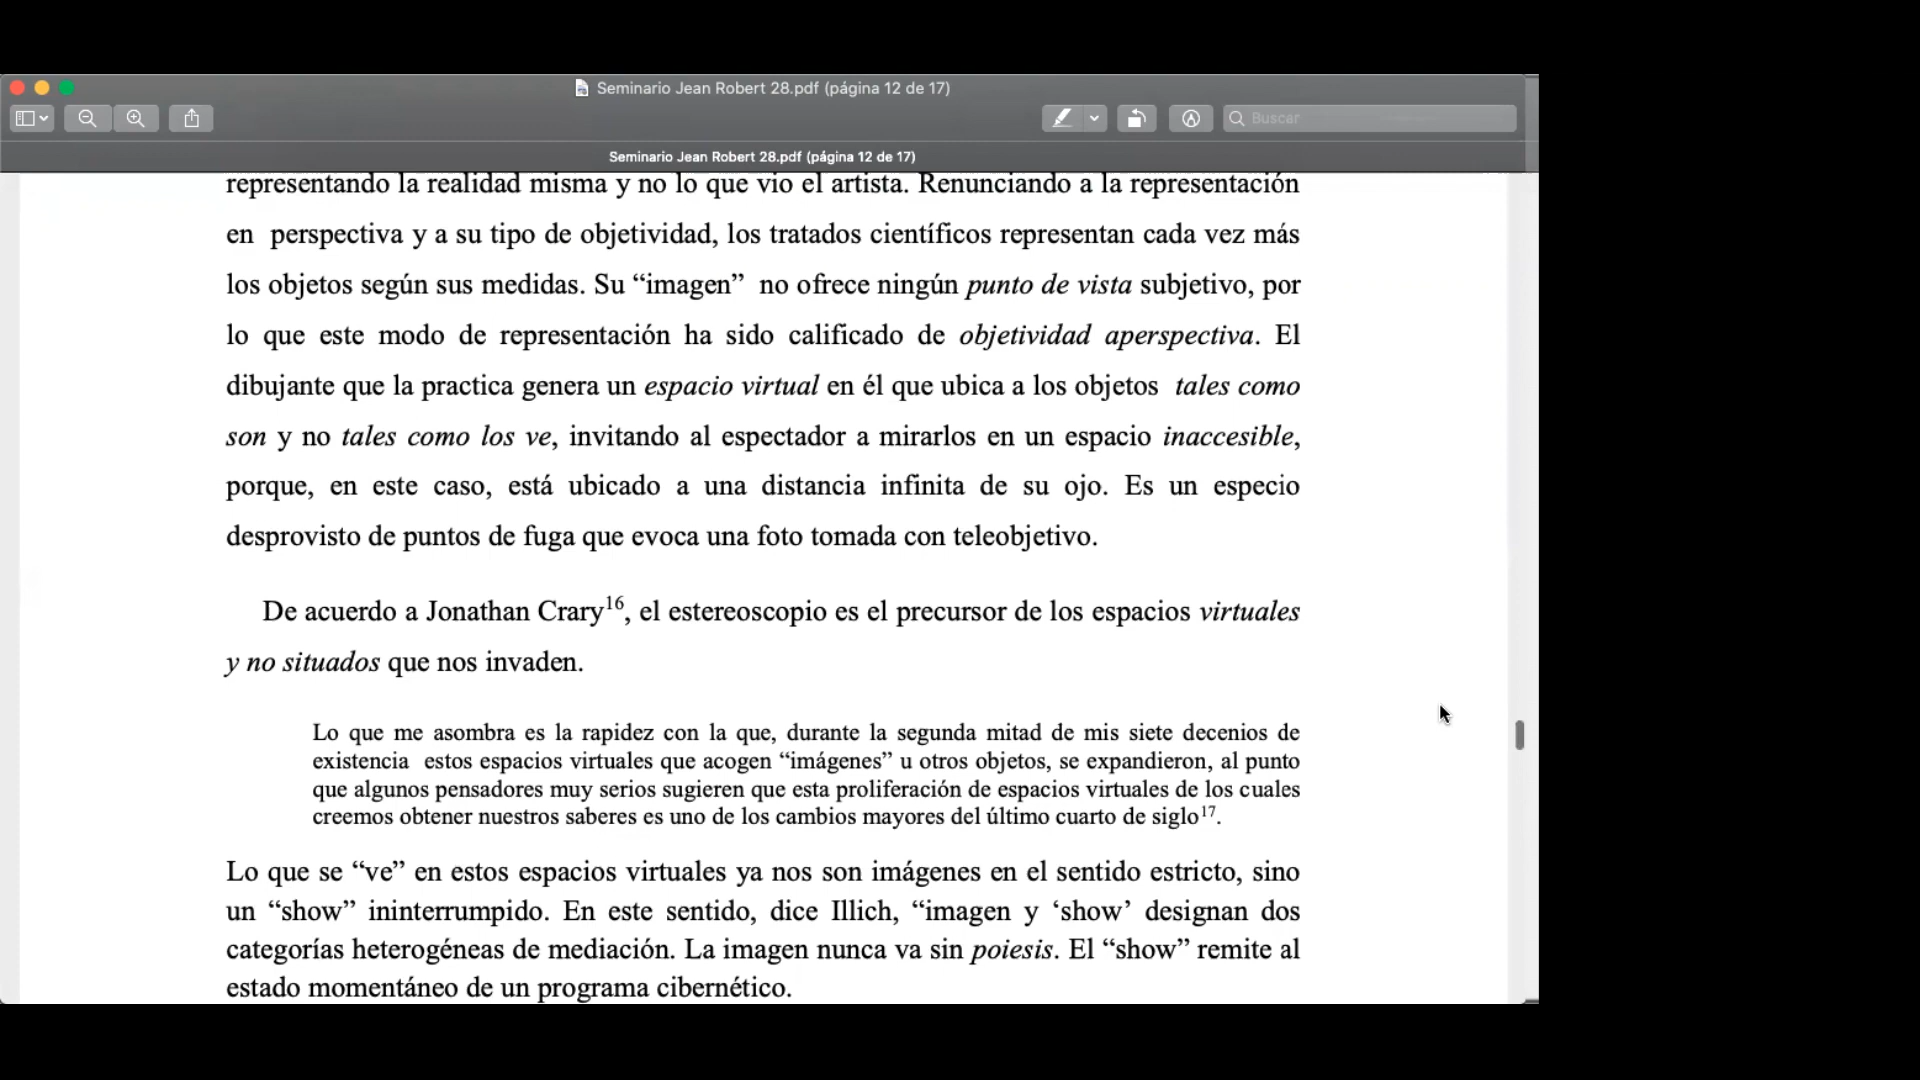 Seminario Jean Robert 28.pdf (página 12 de 17)
Buscar
Seminario Jean Robert 28.pdf (página 12 de 17)
representando la realidad misma y no lo que vio el artista. Renunciando a la representación
en perspectiva y a su tipo de objetividad, los tratados científicos representan cada vez más
los objetos según sus medidas. Su “imagen” no ofrece ningún punto de vista subjetivo, por
lo que este modo de representación ha sido calificado de objetividad aperspectiva. El
dibujante que la practica genera un espacio virtual en él que ubica a los objetos tales como
son y no tales como los ve, invitando al espectador a mirarlos en un espacio inaccesible,
porque, en este caso, está ubicado a una distancia infinita de su ojo. Es un especio
desprovisto de puntos de fuga que evoca una foto tomada con teleobjetivo.
De acuerdo a Jonathan Crary16, el estereoscopio es el precursor de los espacios virtuales
y no situados que nos invaden.
Lo que me asombra es la rapidez con la que, durante la segunda mitad de mis siete decenios de
existencia estos espacios virtuales que acogen “imágenes” u otros objetos, se expandieron, al punto
que algunos pensadores muy serios sugieren que esta proliferación de espacios virtuales de los cuales
creemos obtener nuestros saberes es uno de los cambios mayores del último cuarto de siglo17.
Lo que se “ve” en estos espacios virtuales ya nos son imágenes en el sentido estricto, sino
un “show” ininterrumpido. En este sentido, dice Illich, “imagen y ‘show’ designan dos
categorías heterogéneas de mediación. La imagen nunca va sin poiesis. El “show” remite al
estado momentáneo de un programa cibernético.